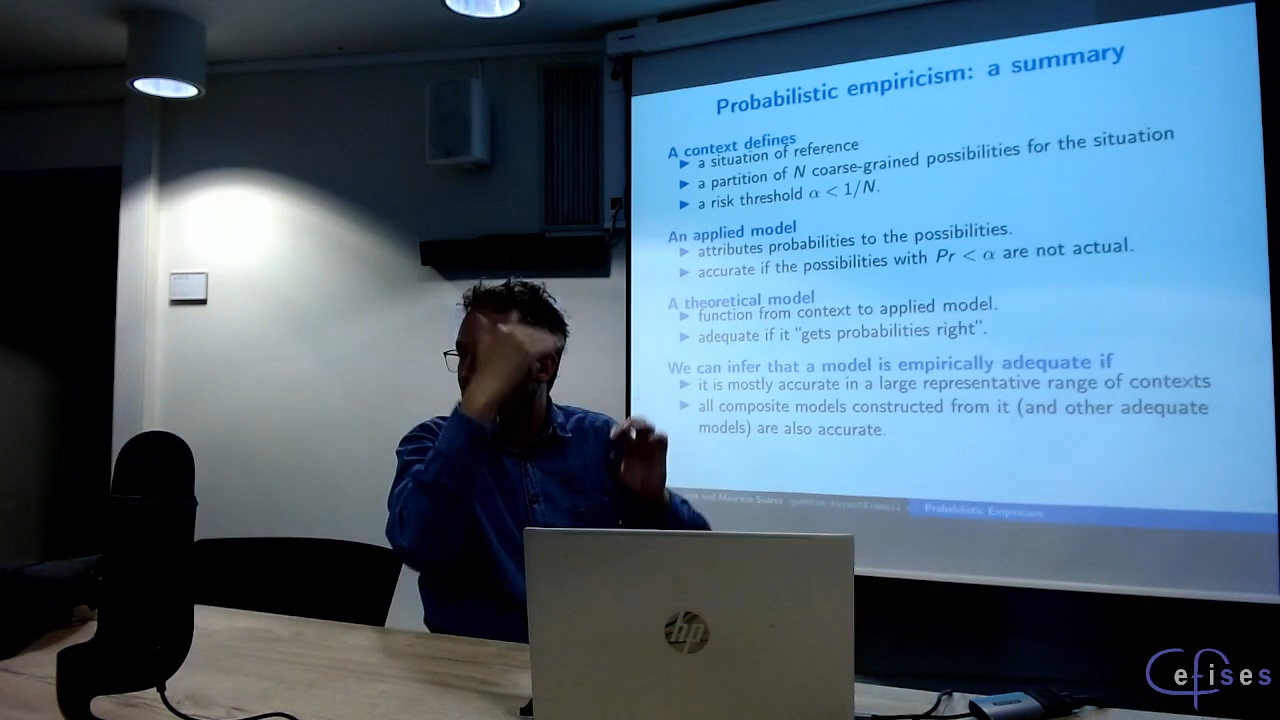 Probabilistic empiricism: a summary
A context defines
a situation of reference
a partition of N coarse-grained possibilities for the situation
a risk threshold α < 1/N.
An applied model
attributes probabilities to the possibilities.
accurate if the possibilities with Pr < α are not actual.
A theoretical model
function from context to applied model.
adequate if it "gets probabilities right".
We can infer that a model is empirically adequate if
it is mostly accurate in a large representative range of contexts
all composite models constructed from it (and other adequate
models) are also accurate.
and Mauricio Suárez
Probabilistic Empiricism
hp
efises